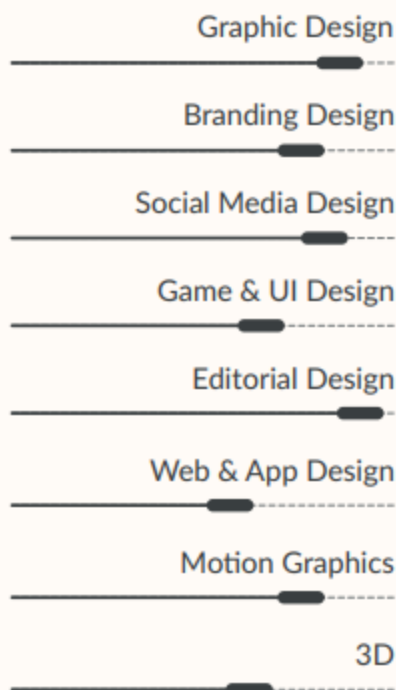 Graphic Design
Branding Design
Social Media Design
Game & UI Design
Editorial Design
Web & App Design
Motion Graphics
3D